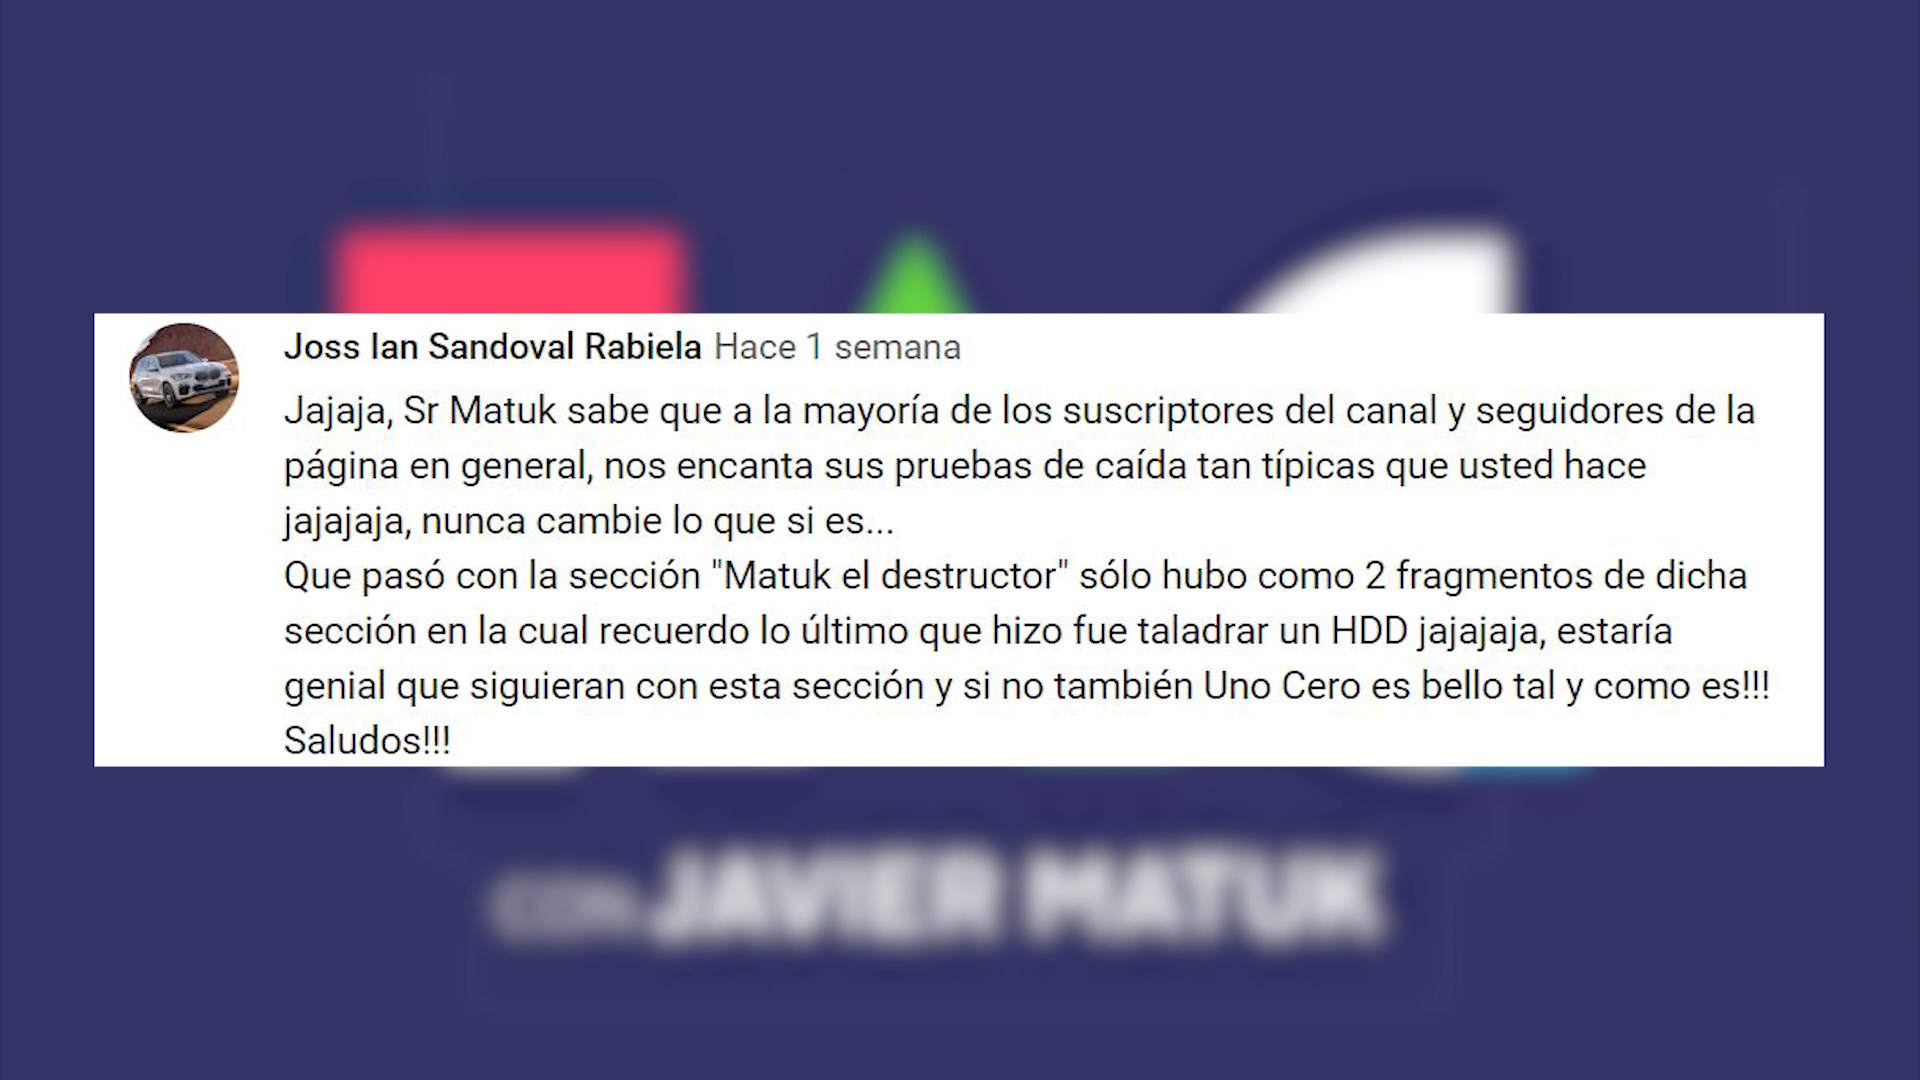 Joss Ian Sandoval Rabiela Hace 1 semana
Jajaja, Sr Matuk sabe que a la mayoría de los suscriptores del canal y seguidores de la
página en general, nos encanta sus pruebas de caída tan típicas que usted hace
jajajaja, nunca cambie lo que si es...
Que pasó con la sección "Matuk el destructor" sólo hubo como 2 fragmentos de dicha
sección en la cual recuerdo lo último que hizo fue taladrar un HDD jajajaja, estaría
genial que siguieran con esta sección y si no también Uno Cero es bello tal y como es!!!
Saludos!!!
CON JAVIER MATUK